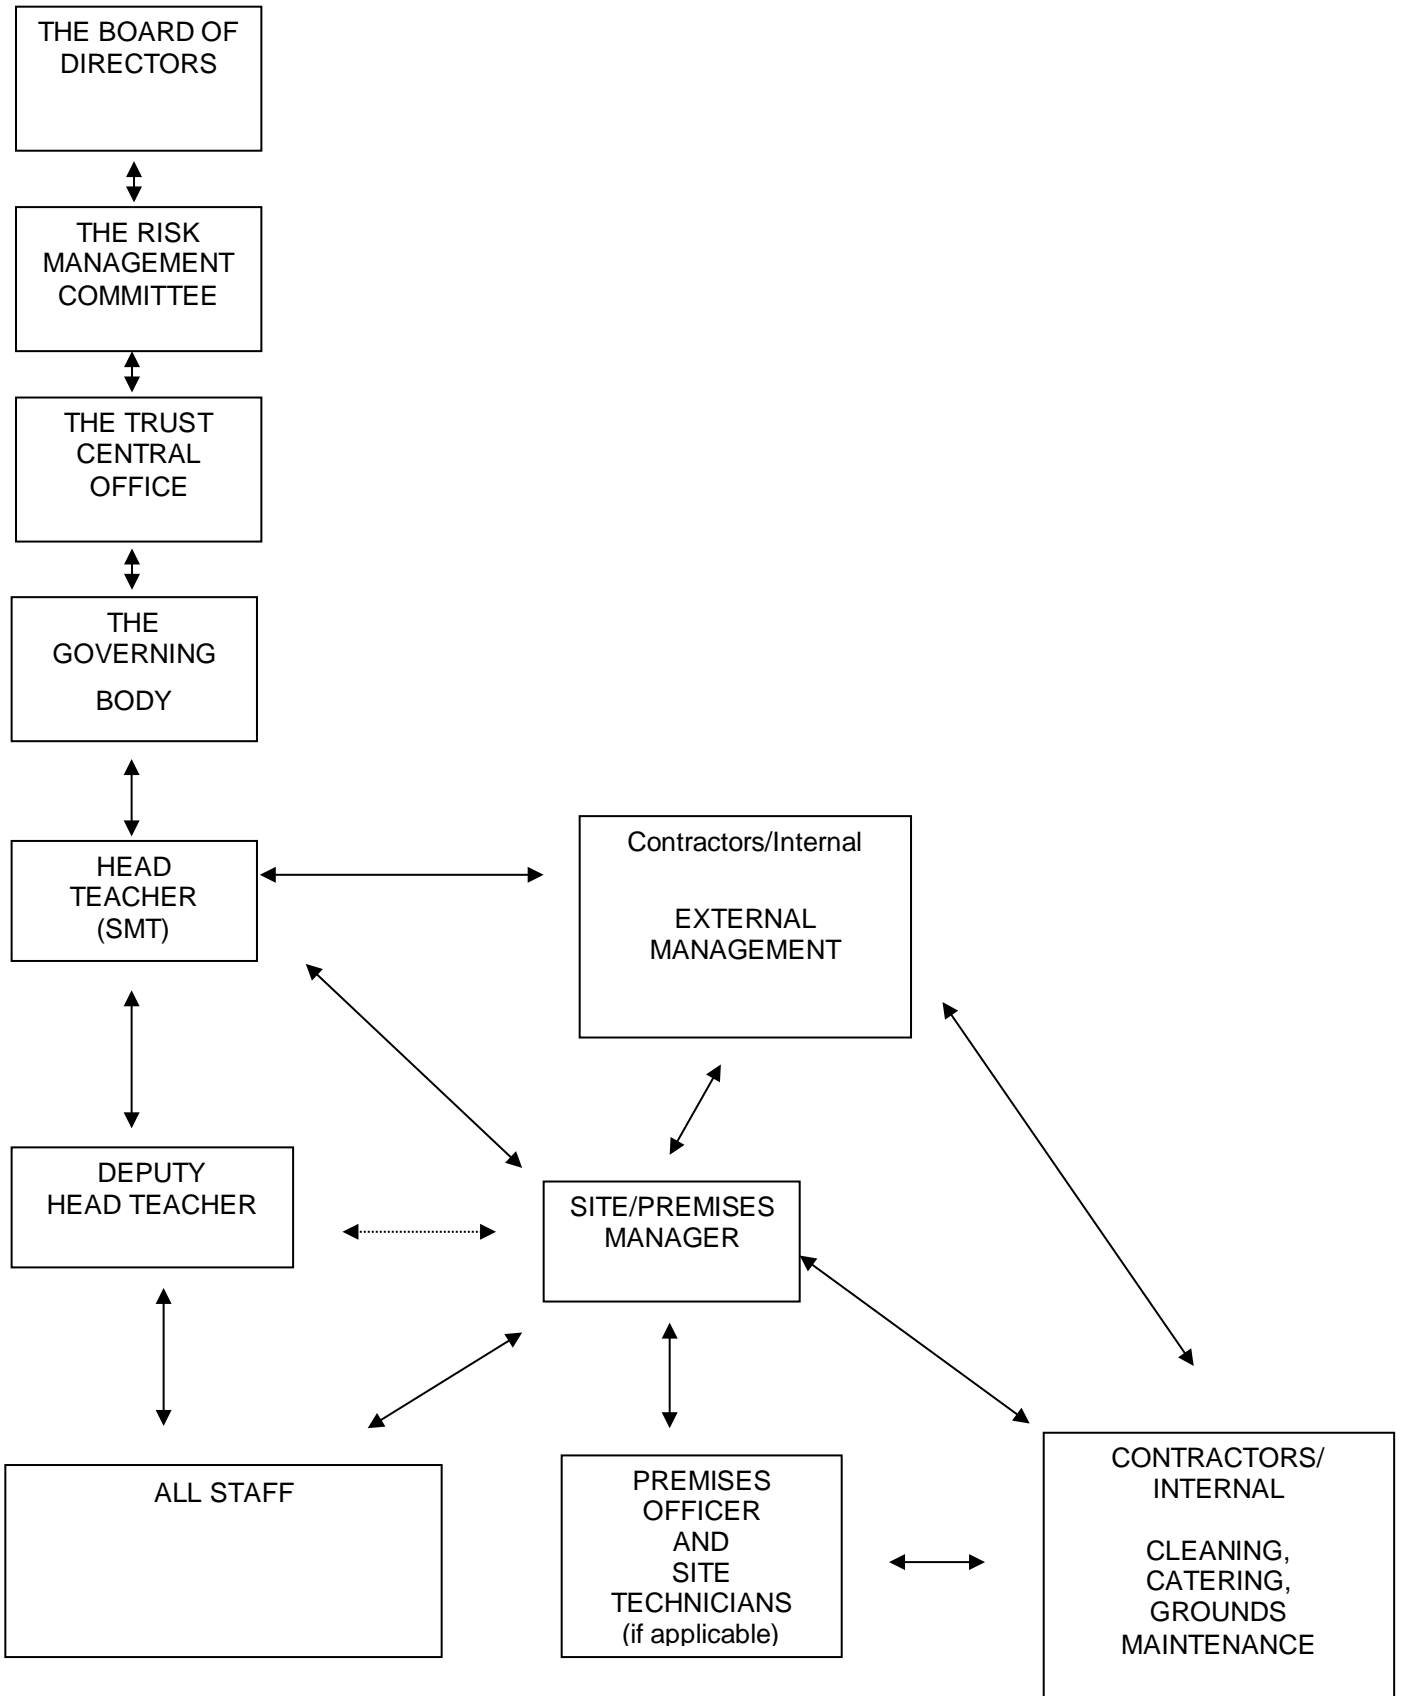 THE BOARD OF
DIRECTORS
THE RISK
MANAGEMENT
COMMITTEE
THE TRUST
CENTRAL
OFFICE
THE
GOVERNING
BODY
HEAD
TEACHER
(SMT)
Contractors/Internal
EXTERNAL
MANAGEMENT
DEPUTY
HEAD TEACHER
SITE/PREMISES
MANAGER
ALL STAFF
PREMISES
OFFICER
AND
SITE
TECHNICIANS
(if applicable)
CONTRACTORS/
INTERNAL
CLEANING,
CATERING,
GROUNDS
MAINTENANCE